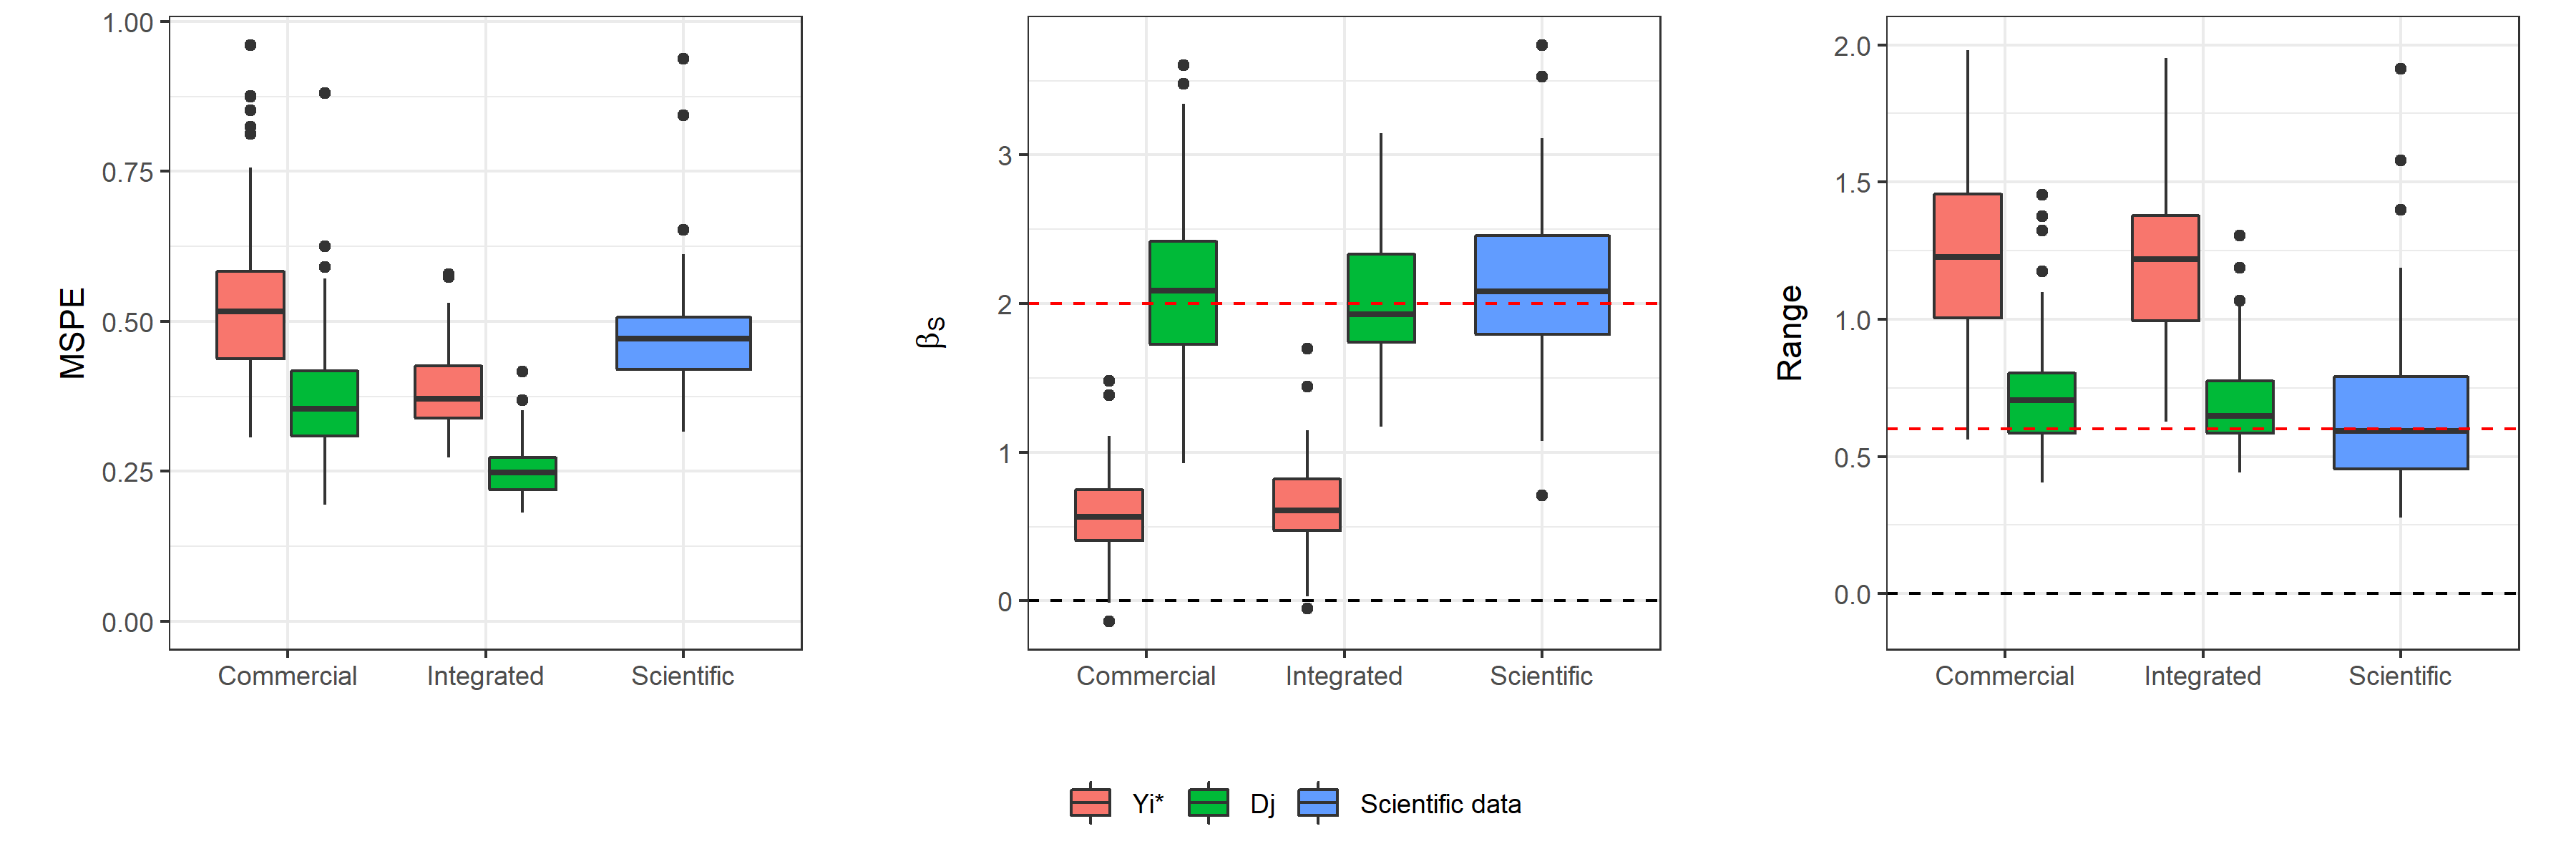 MSPE
1.00
0.75
0.50
0.25
0.00
Commercial Integrated Scientific
βs
3
2
1
0
Commercial Integrated Scientific
Range
2.0
1.5
1.0
0.5
0.0
Commercial Integrated Scientific
Yi* Dj Scientific data